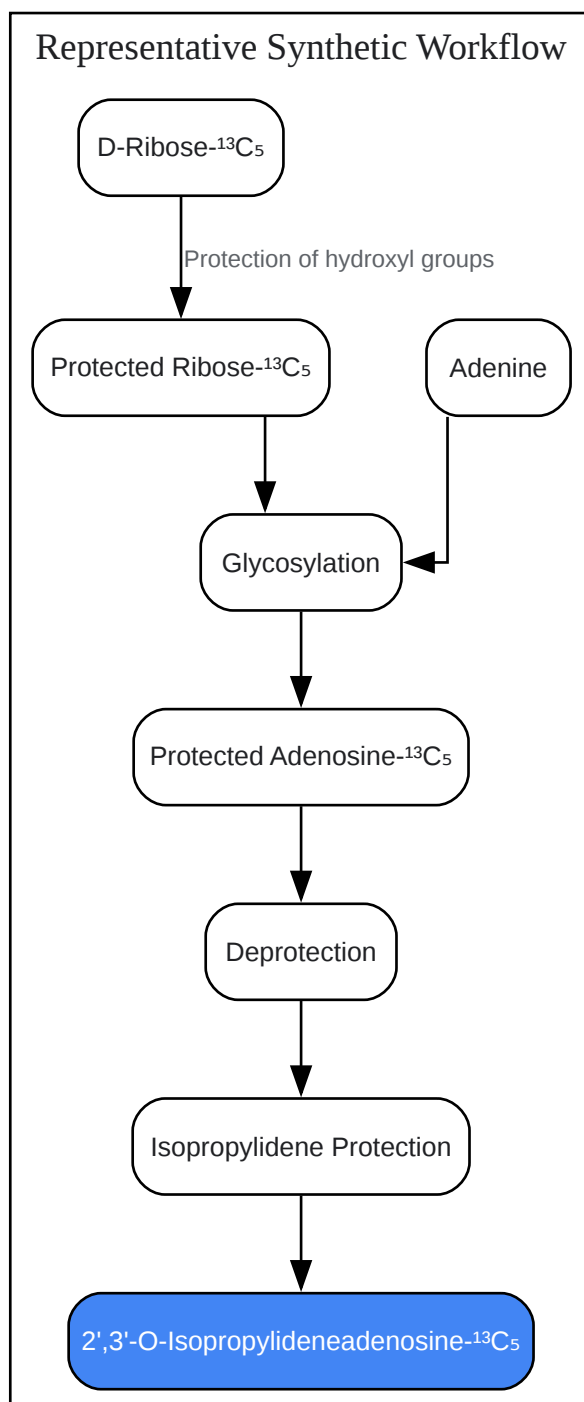 Representative Synthetic Workflow
D-Ribose-¹³C₅
Protection of hydroxyl groups
Protected Ribose-¹³C₅
Adenine
Glycosylation
Protected Adenosine-¹³C₅
Deprotection
Isopropylidene Protection
2',3'-O-Isopropylideneadenosine-¹³C₅